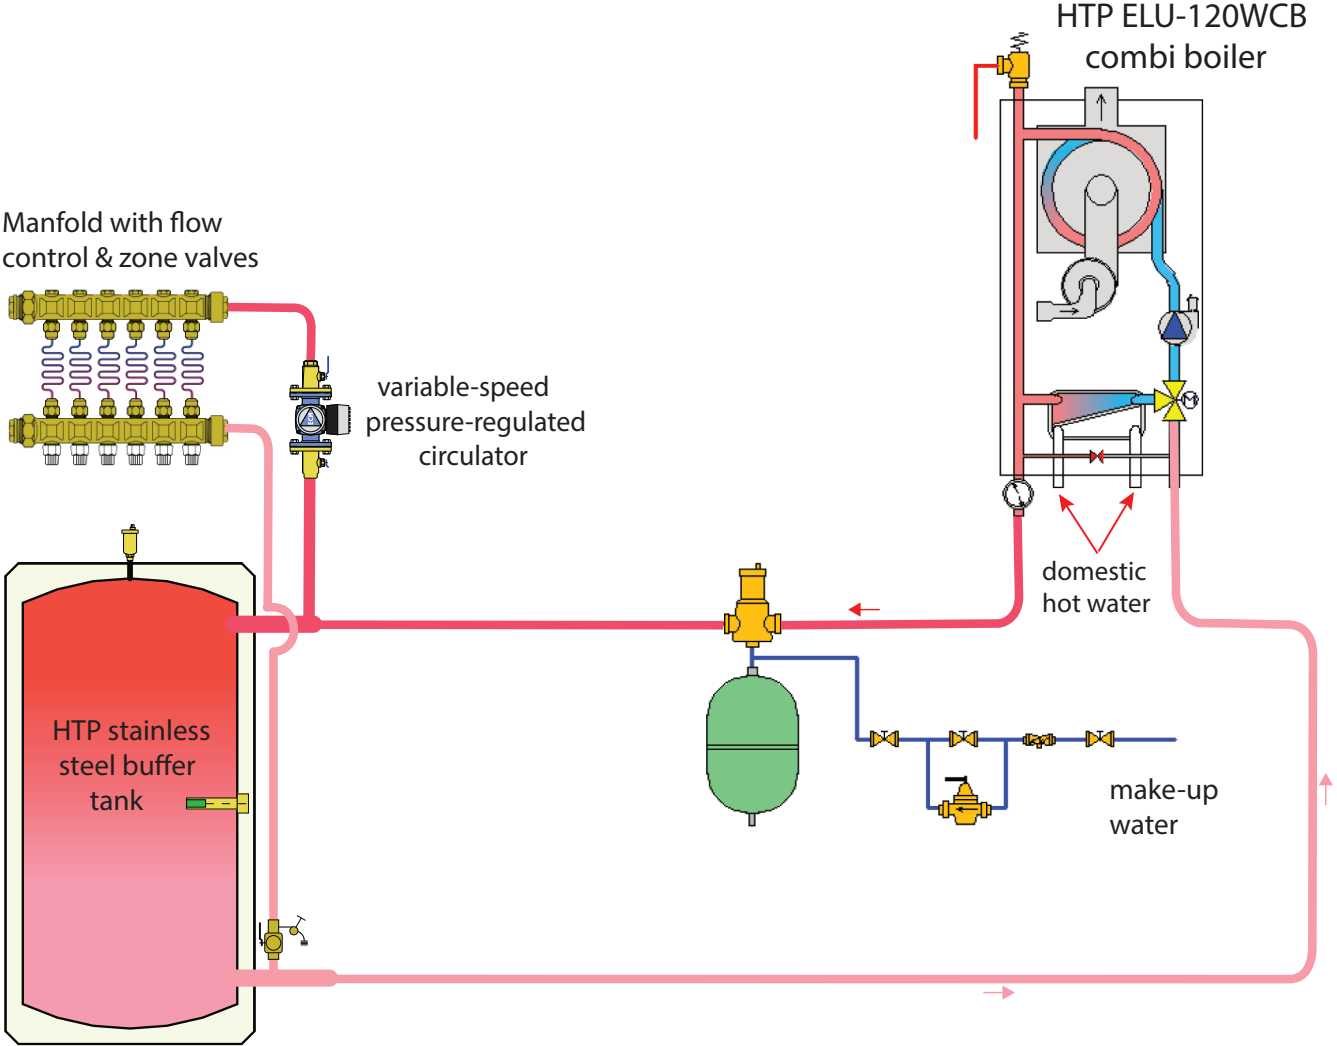 HTP ELU-120WCB
combi boiler
Manfold with flow
control & zone valves
variable-speed
pressure-regulated
circulator
M
domestic
hot water
HTP stainless
steel buffer
tank
make-up
water